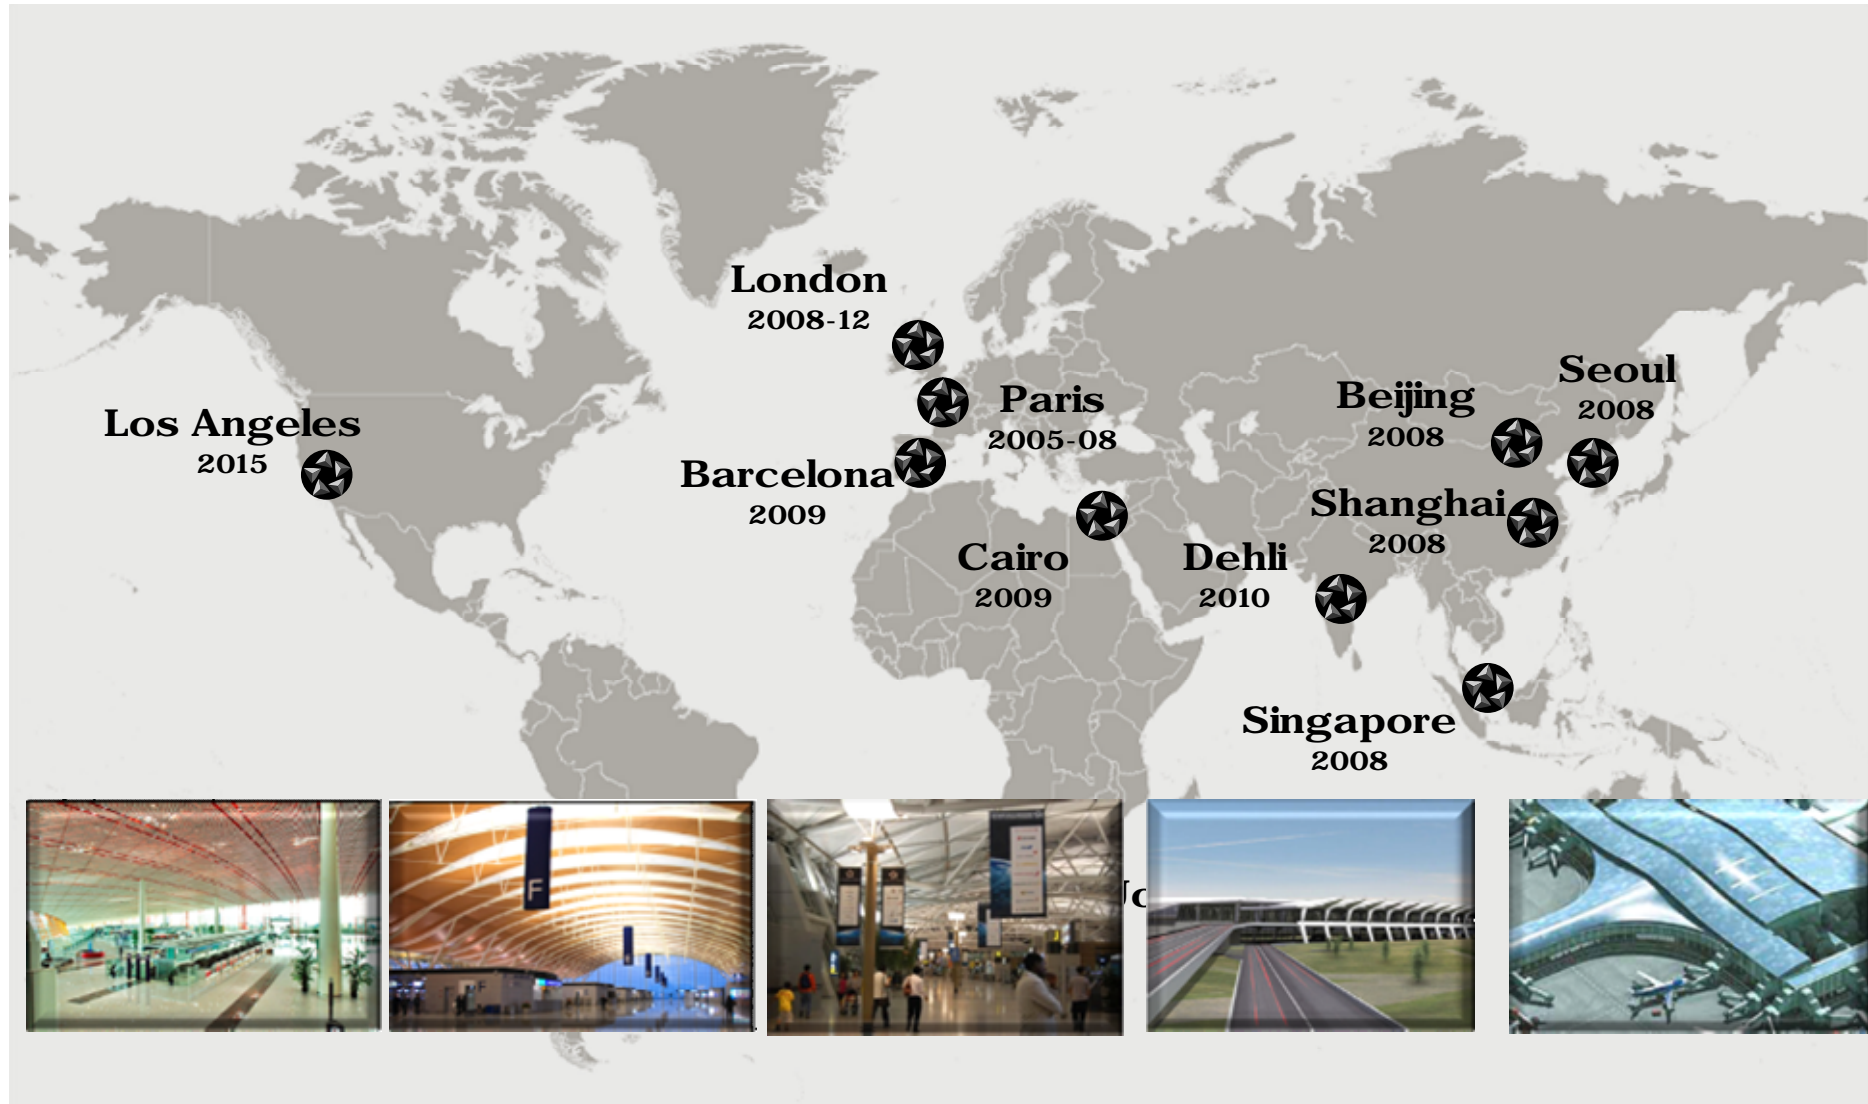 London
2008-12
Seoul
2008
Beijing
2008
Paris
2005-08
Los Angeles
2015
Barcelona
2009
Shanghai
2008
Cairo
2009
Dehli
2010
Singapore
2008
F